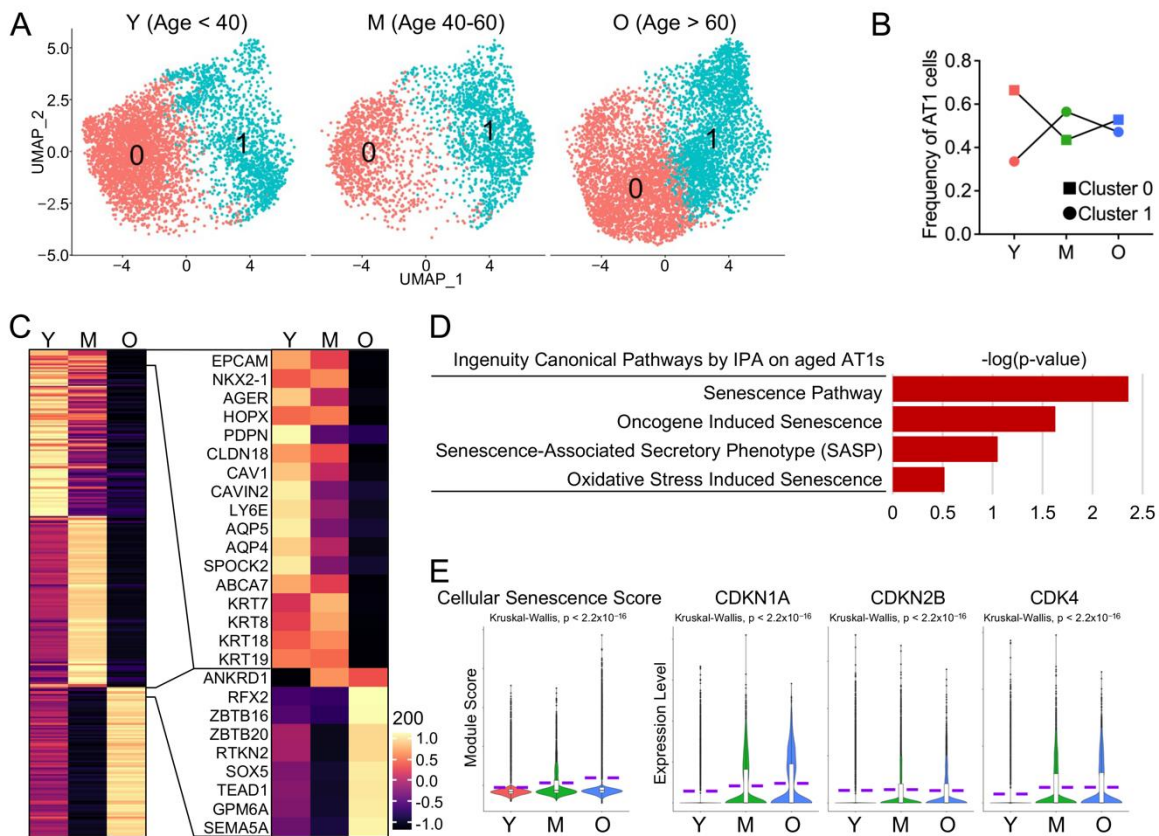 A
Y (Age < 40)
M (Age 40-60)
O (Age > 60)
UMAP_2
5.0
2.5
0.0
−2.5
−5.0
0
1
0
1
0
1
−4 0 4
−4 0 4
−4 0 4
UMAP_1
B
Frequency of AT1 cells
0.8
0.6
0.4
0.2
0.0
Cluster 0
Cluster 1
Y M O
C
Y M O
Y M O
EPCAM
NKX2-1
AGER
HOPX
PDPN
CLDN18
CAV1
CAVIN2
LY6E
AQP5
AQP4
SPOCK2
ABCA7
KRT7
KRT8
KRT18
KRT19
ANKRD1
RFX2
ZBTB16
ZBTB20
RTKN2
SOX5
TEAD1
GPM6A
SEMA5A
200
1.0
0.5
0.0
-0.5
-1.0
D
Ingenuity Canonical Pathways by IPA on aged AT1s
-log(p-value)
Senescence Pathway
Oncogene Induced Senescence
Senescence-Associated Secretory Phenotype (SASP)
Oxidative Stress Induced Senescence
0 0.5 1 1.5 2 2.5
E
Cellular Senescence Score
Kruskal-Wallis, p < 2.2x10⁻¹⁶
Module Score
Y M O
CDKN1A
Kruskal-Wallis, p < 2.2x10⁻¹⁶
Expression Level
Y M O
CDKN2B
Kruskal-Wallis, p < 2.2x10⁻¹⁶
Y M O
CDK4
Kruskal-Wallis, p < 2.2x10⁻¹⁶
Y M O